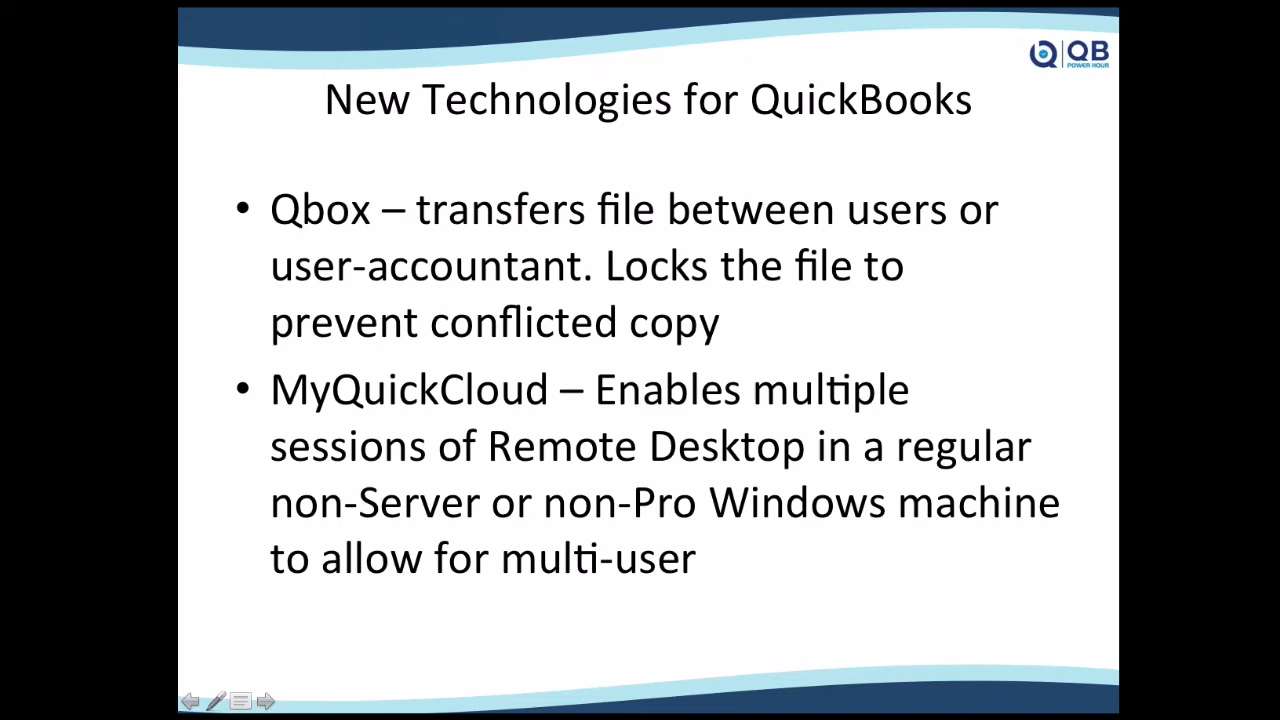 QB
POWER HOUR
New Technologies for QuickBooks
• Qbox – transfers file between users or
user-accountant. Locks the file to
prevent conflicted copy
• MyQuickCloud – Enables multiple
sessions of Remote Desktop in a regular
non-Server or non-Pro Windows machine
to allow for multi-user